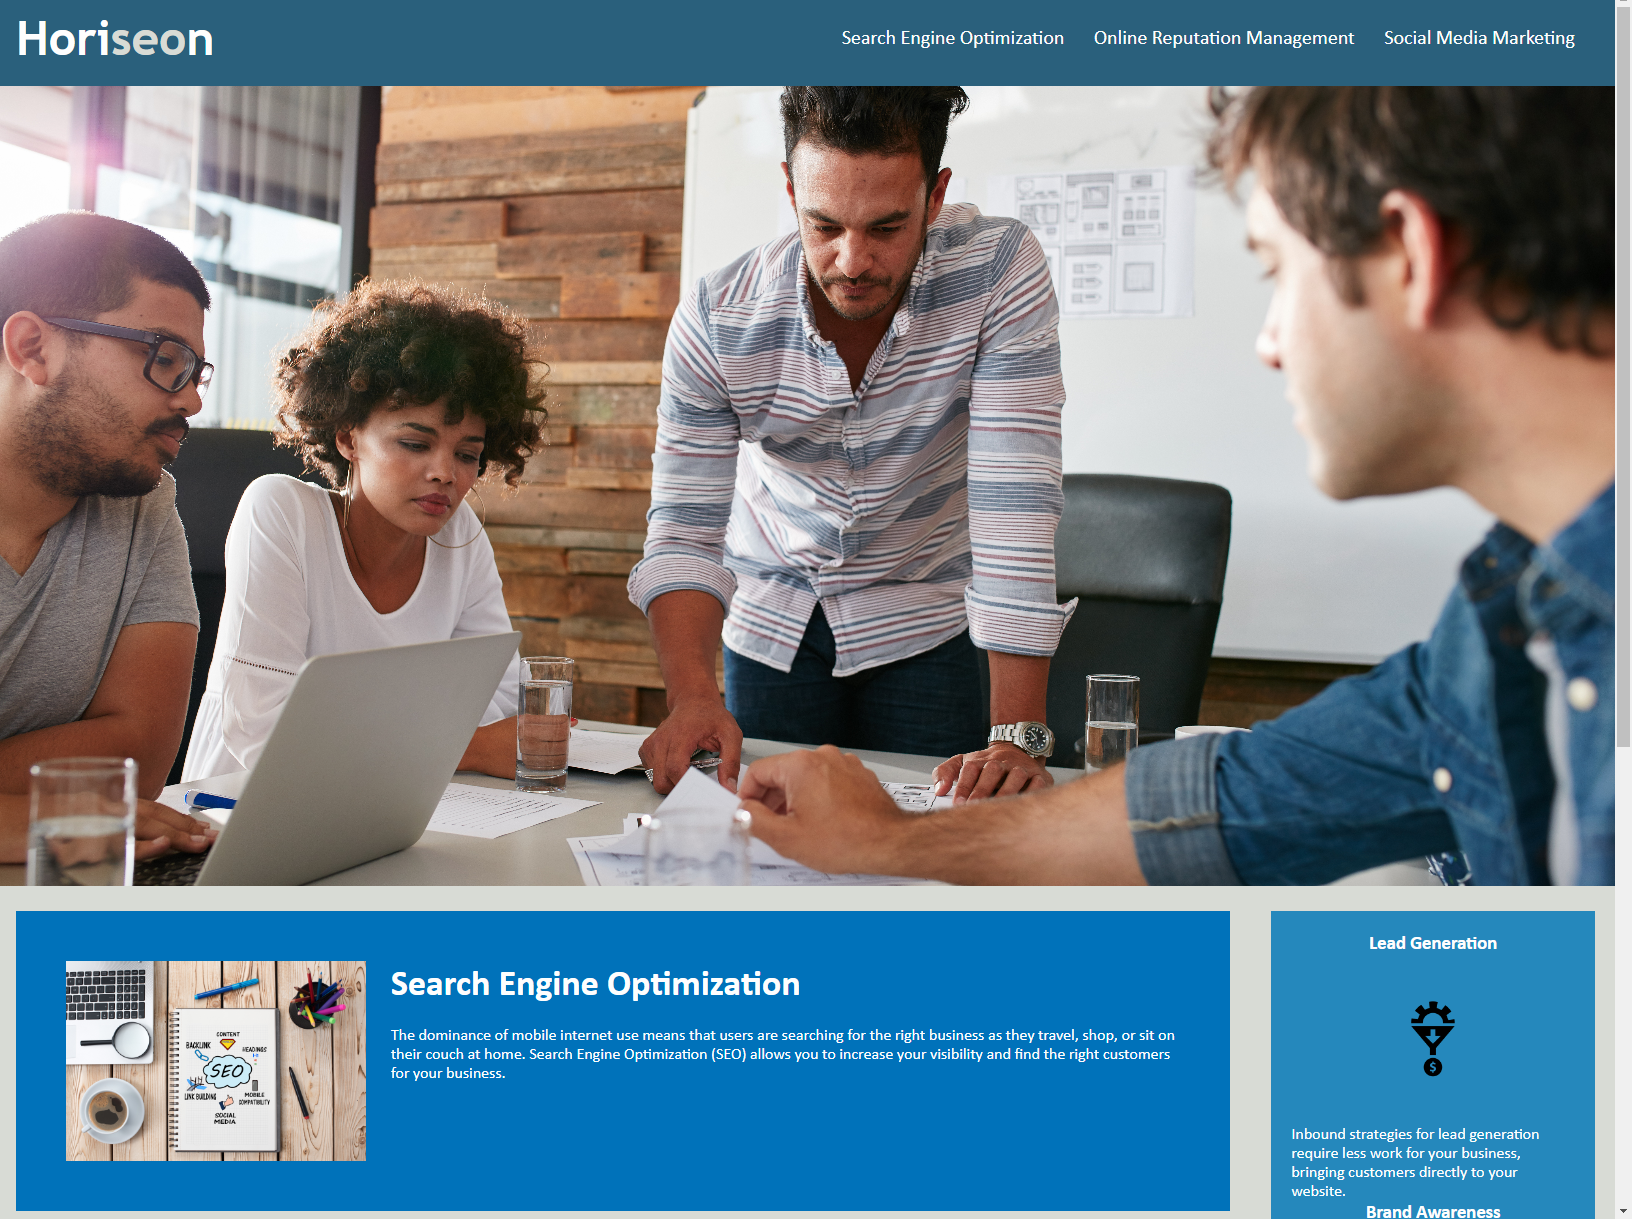 Horiseon
Search Engine Optimization
Online Reputation Management
Social Media Marketing
CONTENT
BACKLINK
HEADINGS
SEO
LINK BUILDING
MOBILE
COMPATIBILITY
SOCIAL
MEDIA
Search Engine Optimization
The dominance of mobile internet use means that users are searching for the right business as they travel, shop, or sit on
their couch at home. Search Engine Optimization (SEO) allows you to increase your visibility and find the right customers
for your business.
Lead Generation
$
Inbound strategies for lead generation
require less work for your business,
bringing customers directly to your
website.
Brand Awareness